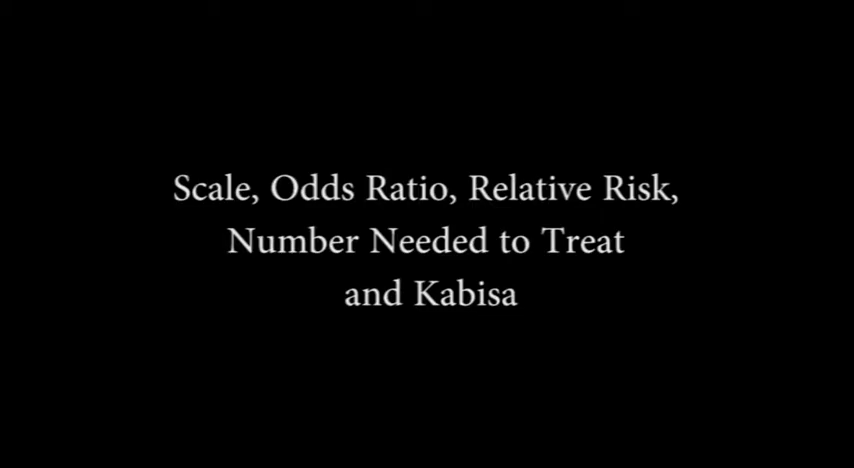 Scale, Odds Ratio, Relative Risk,
Number Needed to Treat
and Kabisa